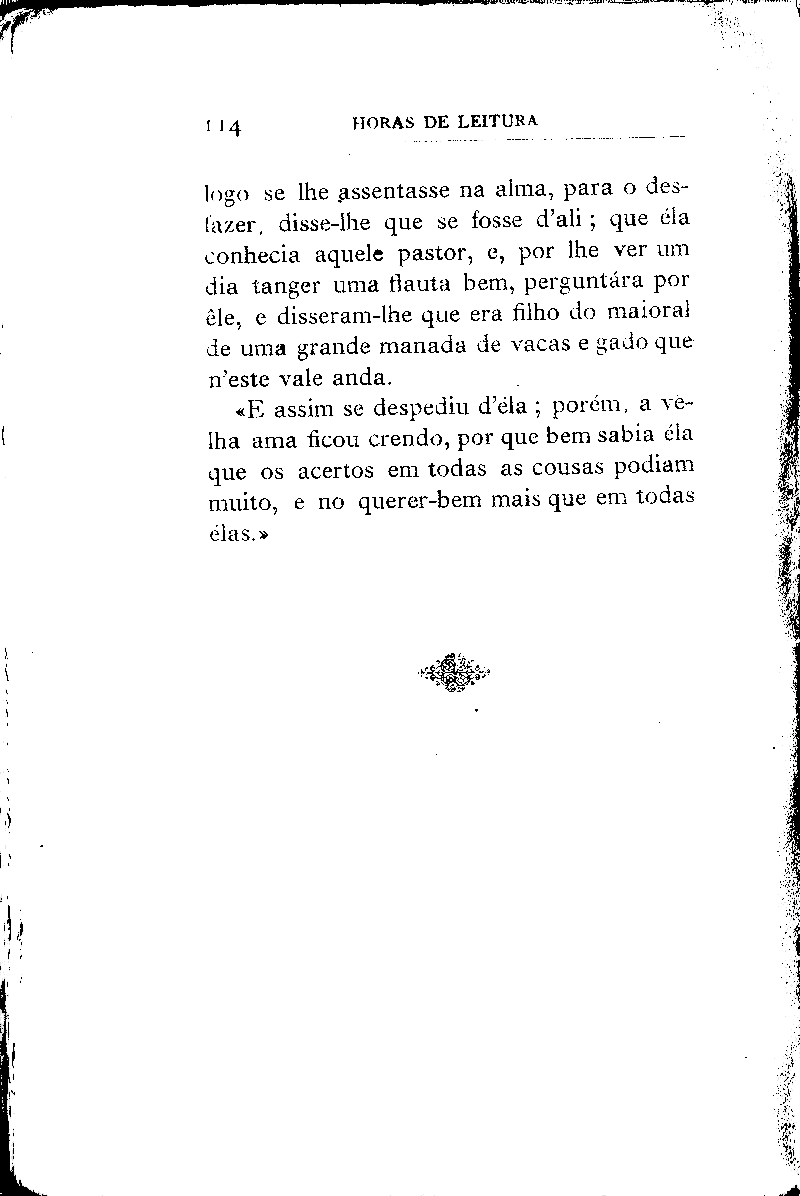 114 HORAS DE LEITURA
logo se lhe assentasse na alma, para o des-
fazer, disse-lhe que se fosse d'ali ; que éla
conhecia aquele pastor, e, por lhe ver um
dia tanger uma flauta bem, perguntára por
êle, e disseram-lhe que era filho do maioral
de uma grande manada de vacas e gado que
n'este vale anda.
«E assim se despediu d'éla ; porém, a ve-
lha ama ficou crendo, por que bem sabia éla
que os acertos em todas as cousas podiam
muito, e no querer-bem mais que em todas
élas.»